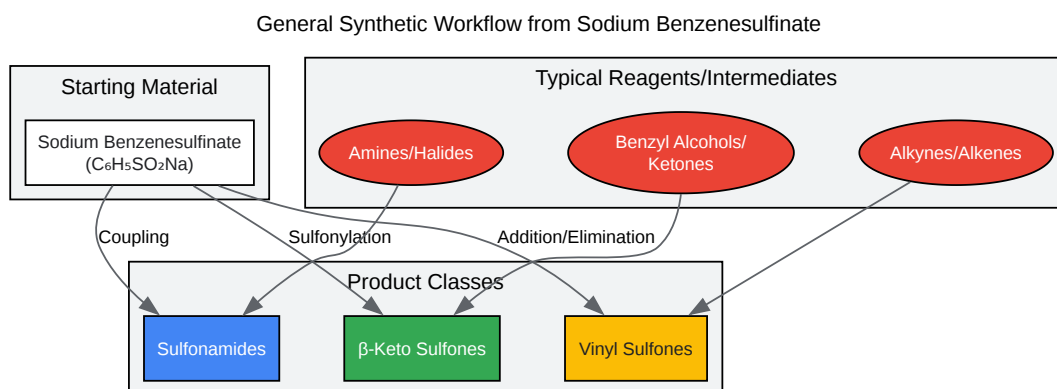 General Synthetic Workflow from Sodium Benzenesulfinate
Starting Material
Typical Reagents/Intermediates
Sodium Benzenesulfinate
(C₆H₅SO₂Na)
Amines/Halides
Benzyl Alcohols/
Ketones
Alkynes/Alkenes
Coupling
Sulfonylation
Addition/Elimination
Product Classes
Sulfonamides
β-Keto Sulfones
Vinyl Sulfones